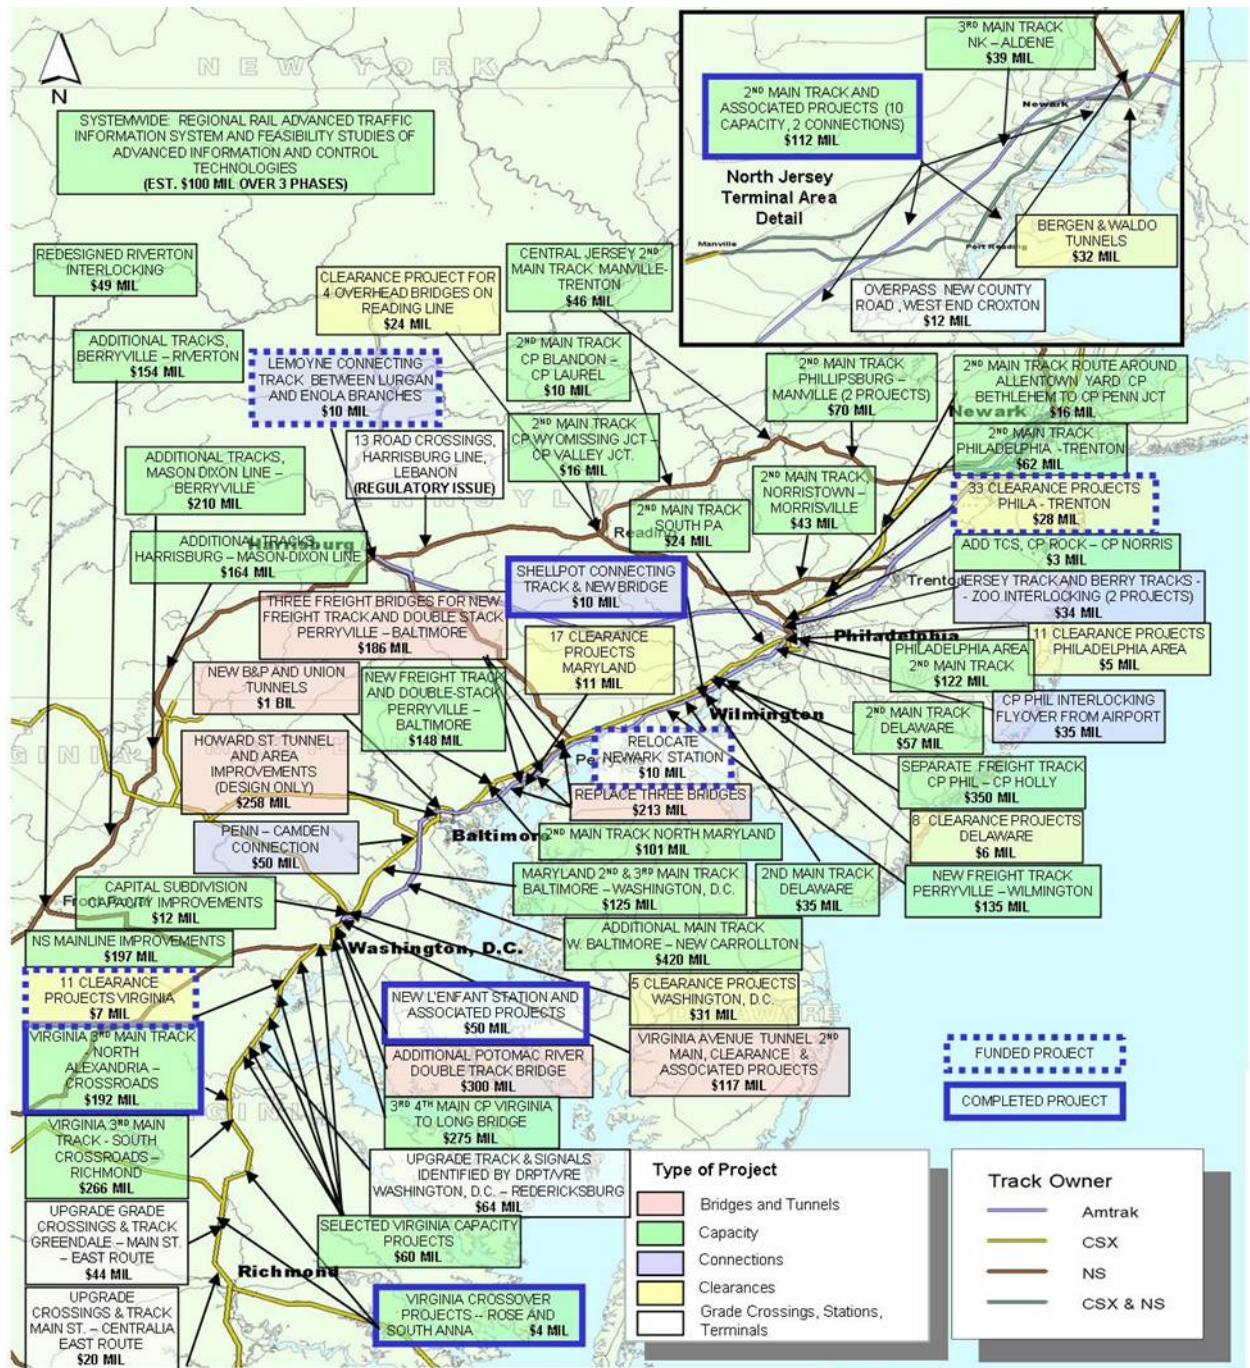 NEW YORK
N
SYSTEMWIDE: REGIONAL RAIL ADVANCED TRAFFIC
INFORMATION SYSTEM AND FEASIBILITY STUDIES OF
ADVANCED INFORMATION AND CONTROL
TECHNOLOGIES
(EST. $100 MIL OVER 3 PHASES)
3RD MAIN TRACK
NK – ALDENE
$39 MIL
2ND MAIN TRACK AND
ASSOCIATED PROJECTS (10
CAPACITY, 2 CONNECTIONS)
$112 MIL
Newark
North Jersey
Terminal Area
Detail
Manville
Port Reading
BERGEN & WALDO
TUNNELS
$32 MIL
OVERPASS NEW COUNTY
ROAD, WEST END CROXTON
$12 MIL
REDESIGNED RIVERTON
INTERLOCKING
$49 MIL
CLEARANCE PROJECT FOR
4 OVERHEAD BRIDGES ON
READING LINE
$24 MIL
CENTRAL JERSEY 2ND
MAIN TRACK MANVILLE-
TRENTON
$46 MIL
ADDITIONAL TRACKS,
BERRYVILLE – RIVERTON
$154 MIL
LEMOYNE CONNECTING
TRACK BETWEEN LURGAN
AND ENOLA BRANCHES
$10 MIL
2ND MAIN TRACK
CP BLANDON –
CP LAUREL
$10 MIL
2ND MAIN TRACK
PHILLIPSBURG –
MANVILLE (2 PROJECTS)
$70 MIL
2ND MAIN TRACK ROUTE AROUND
ALLENTOWN YARD CP
BETHLEHEM TO CP PENN JCT
$16 MIL
Newark
13 ROAD CROSSINGS,
HARRISBURG LINE,
LEBANON
(REGULATORY ISSUE)
2ND MAIN TRACK
CP WYOMISSING JCT –
CP VALLEY JCT.
$16 MIL
2ND MAIN TRACK
PHILADELPHIA -TRENTON
$62 MIL
ADDITIONAL TRACKS,
MASON DIXON LINE –
BERRYVILLE
$210 MIL
2ND MAIN TRACK,
NORRISTOWN –
MORRISVILLE
$43 MIL
33 CLEARANCE PROJECTS
PHILA - TRENTON
$28 MIL
2ND MAIN TRACK
SOUTH PA
$24 MIL
Reading
Harrisburg
ADDITIONAL TRACKS,
HARRISBURG – MASON-DIXON LINE
$164 MIL
ADD TCS, CP ROCK – CP NORRIS
$3 MIL
SHELLPOT CONNECTING
TRACK & NEW BRIDGE
$10 MIL
Trenton
JERSEY TRACK AND BERRY TRACKS -
- ZOO INTERLOCKING (2 PROJECTS)
$34 MIL
THREE FREIGHT BRIDGES FOR NEW
FREIGHT TRACK AND DOUBLE STACK
PERRYVILLE – BALTIMORE
$186 MIL
17 CLEARANCE
PROJECTS
MARYLAND
$11 MIL
Philadelphia
11 CLEARANCE PROJECTS
PHILADELPHIA AREA
$5 MIL
PHILADELPHIA AREA
2ND MAIN TRACK
$122 MIL
NEW B&P AND UNION
TUNNELS
$1 BIL
NEW FREIGHT TRACK
AND DOUBLE-STACK
PERRYVILLE –
BALTIMORE
$148 MIL
CP PHIL INTERLOCKING
FLYOVER FROM AIRPORT
$35 MIL
Wilmington
2ND MAIN TRACK
DELAWARE
$57 MIL
HOWARD ST. TUNNEL
AND AREA
IMPROVEMENTS
(DESIGN ONLY)
$258 MIL
RELOCATE
NEWARK STATION
$10 MIL
SEPARATE FREIGHT TRACK
CP PHIL – CP HOLLY
$350 MIL
REPLACE THREE BRIDGES
$213 MIL
8 CLEARANCE PROJECTS
DELAWARE
$6 MIL
PENN – CAMDEN
CONNECTION
$50 MIL
Baltimore
2ND MAIN TRACK NORTH MARYLAND
$101 MIL
MARYLAND 2ND & 3RD MAIN TRACK:
BALTIMORE – WASHINGTON, D.C.
$125 MIL
2ND MAIN TRACK
DELAWARE
$35 MIL
NEW FREIGHT TRACK
PERRYVILLE – WILMINGTON
$135 MIL
CAPITAL SUBDIVISION
CAPACITY IMPROVEMENTS
$12 MIL
ADDITIONAL MAIN TRACK
W. BALTIMORE – NEW CARROLLTON
$420 MIL
NS MAINLINE IMPROVEMENTS
$197 MIL
Washington, D.C.
11 CLEARANCE
PROJECTS VIRGINIA
$7 MIL
NEW L'ENFANT STATION AND
ASSOCIATED PROJECTS
$50 MIL
5 CLEARANCE PROJECTS
WASHINGTON, D.C.
$31 MIL
VIRGINIA 3RD MAIN TRACK
- NORTH
ALEXANDRIA –
CROSSROADS
$192 MIL
ADDITIONAL POTOMAC RIVER
DOUBLE TRACK BRIDGE
$300 MIL
VIRGINIA AVENUE TUNNEL 2ND
MAIN, CLEARANCE &
ASSOCIATED PROJECTS
$117 MIL
FUNDED PROJECT
COMPLETED PROJECT
3RD 4TH MAIN CP VIRGINIA
TO LONG BRIDGE
$275 MIL
VIRGINIA 3RD MAIN
TRACK - SOUTH
CROSSROADS –
RICHMOND
$266 MIL
UPGRADE TRACK & SIGNALS
IDENTIFIED BY DRPT/VRE
WASHINGTON, D.C. – REDERICKSBURG
$64 MIL
UPGRADE GRADE
CROSSINGS & TRACK
GREENDALE – MAIN ST.
– EAST ROUTE
$44 MIL
SELECTED VIRGINIA CAPACITY
PROJECTS
$60 MIL
Richmond
UPGRADE
CROSSINGS & TRACK
MAIN ST. – CENTRALIA
EAST ROUTE
$20 MIL
VIRGINIA CROSSOVER
PROJECTS -- ROSE AND
SOUTH ANNA $4 MIL
Type of Project
Bridges and Tunnels
Capacity
Connections
Clearances
Grade Crossings, Stations,
Terminals
Track Owner
Amtrak
CSX
NS
CSX & NS